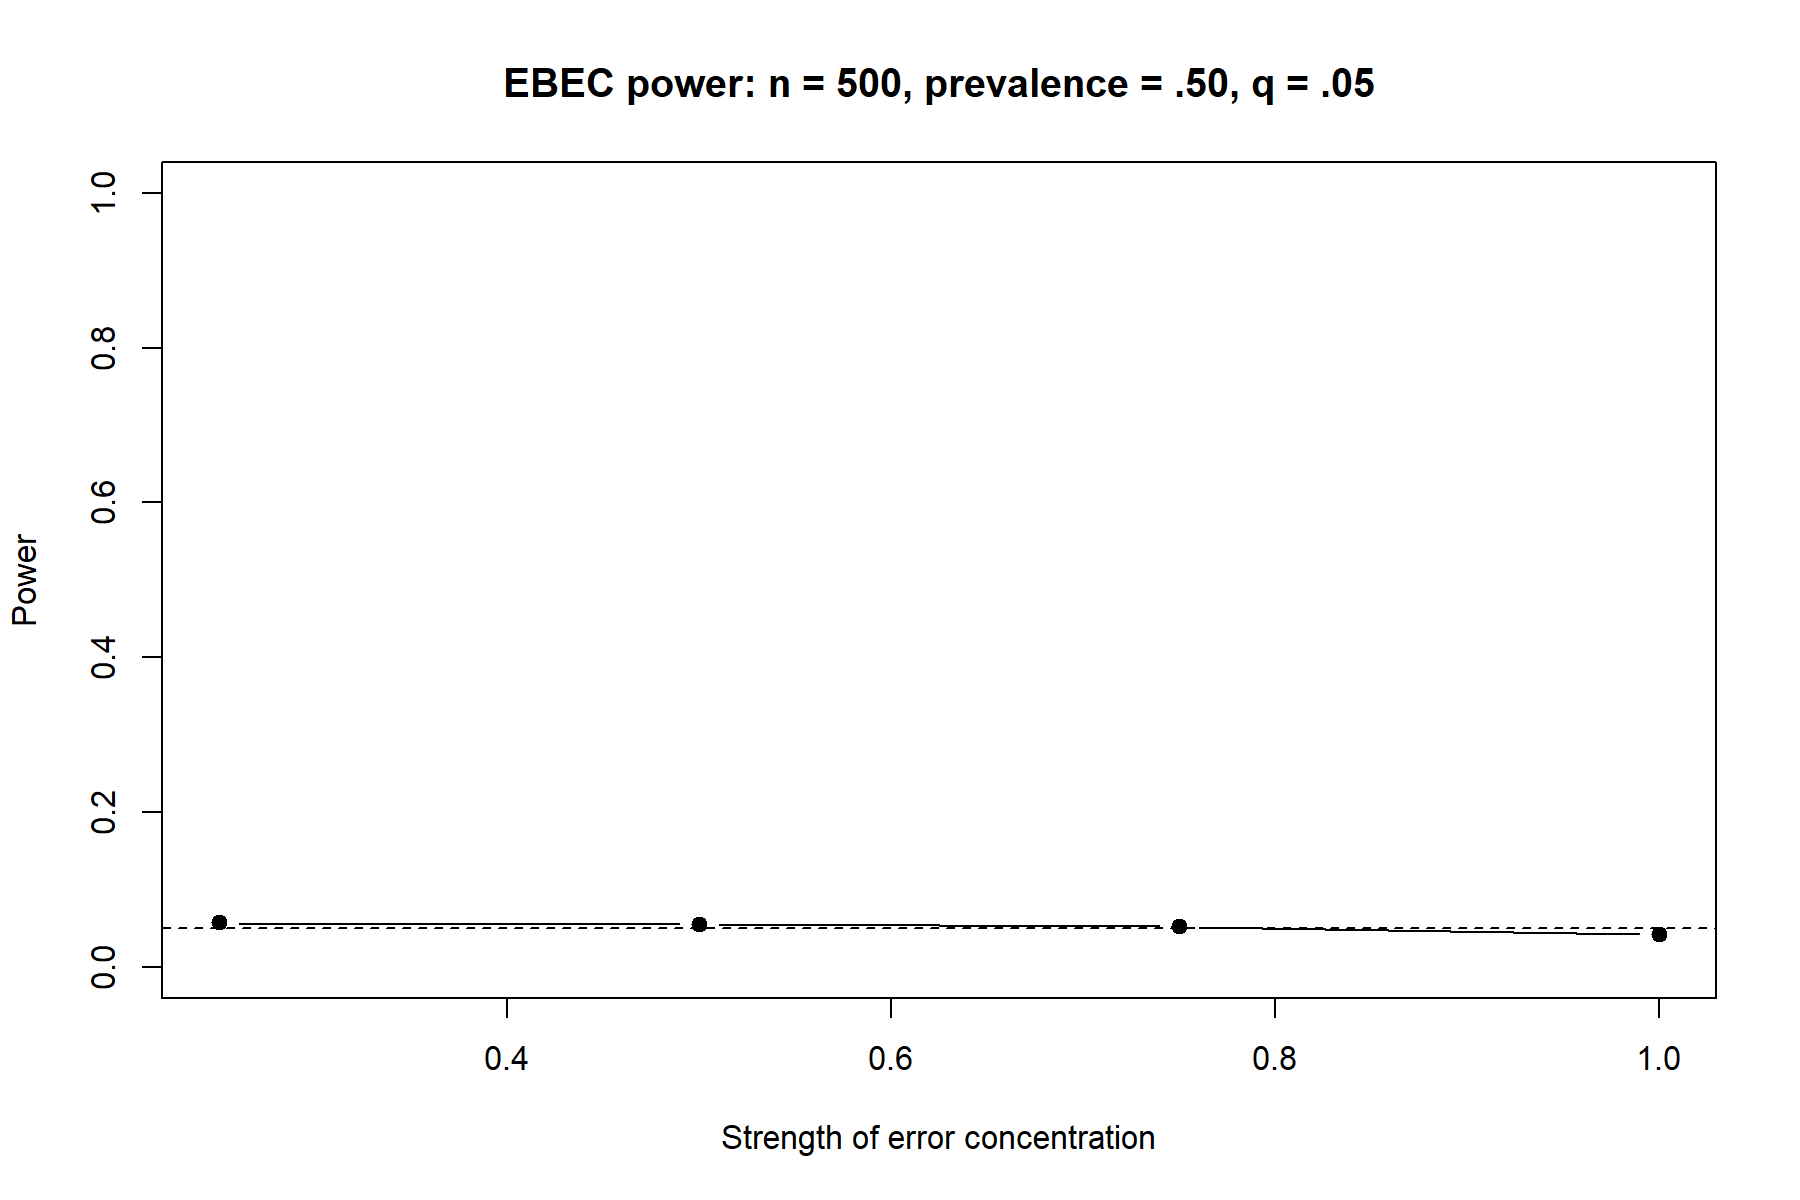 EBEC power: n = 500, prevalence = .50, q = .05
1.0
0.8
0.6
0.4
0.2
0.0
Power
0.4 0.6 0.8 1.0
Strength of error concentration